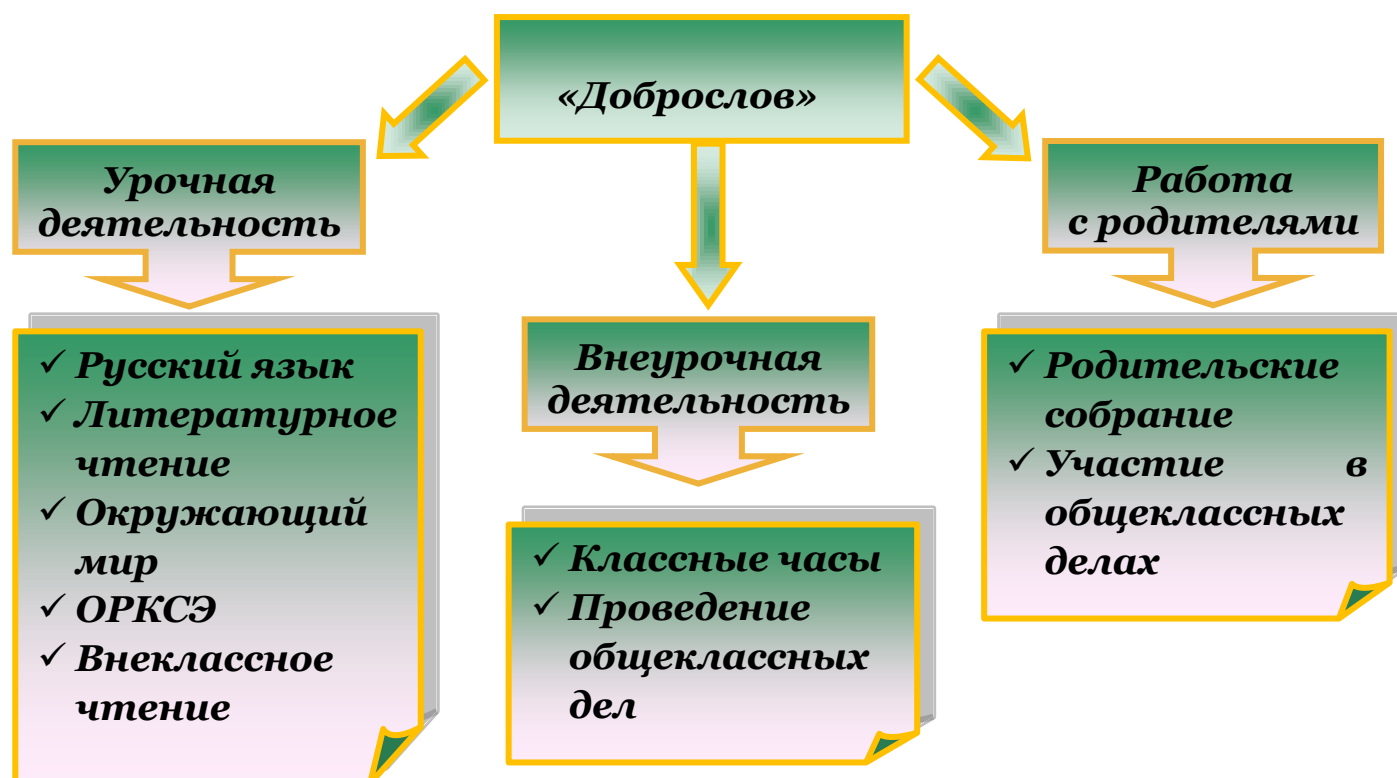 «Доброслов»
Урочная
деятельность
Русский язык
Литературное
чтение
Окружающий
мир
ОРКСЭ
Внеклассное
чтение
Внеурочная
деятельность
Классные часы
Проведение
общеклассных
дел
Работа
с родителями
Родительские
собрание
Участие в
общеклассных
делах